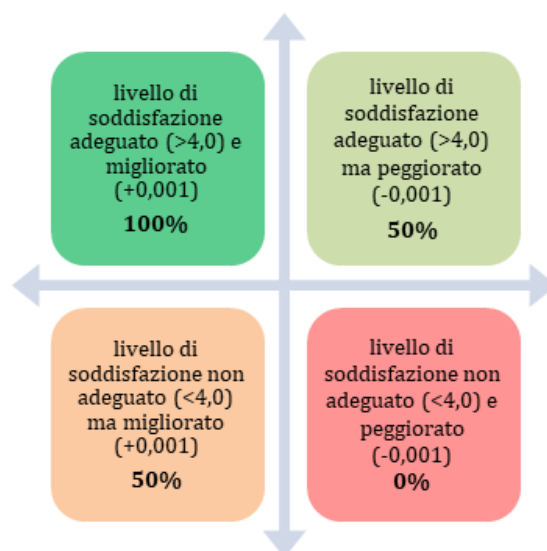 livello di
soddisfazione
adeguato (>4,0) e
migliorato
(+0,001)
100%
livello di
soddisfazione
adeguato (>4,0)
ma peggiorato
(-0,001)
50%
livello di
soddisfazione non
adeguato (<4,0)
ma migliorato
(+0,001)
50%
livello di
soddisfazione non
adeguato (<4,0) e
peggiorato
(-0,001)
0%